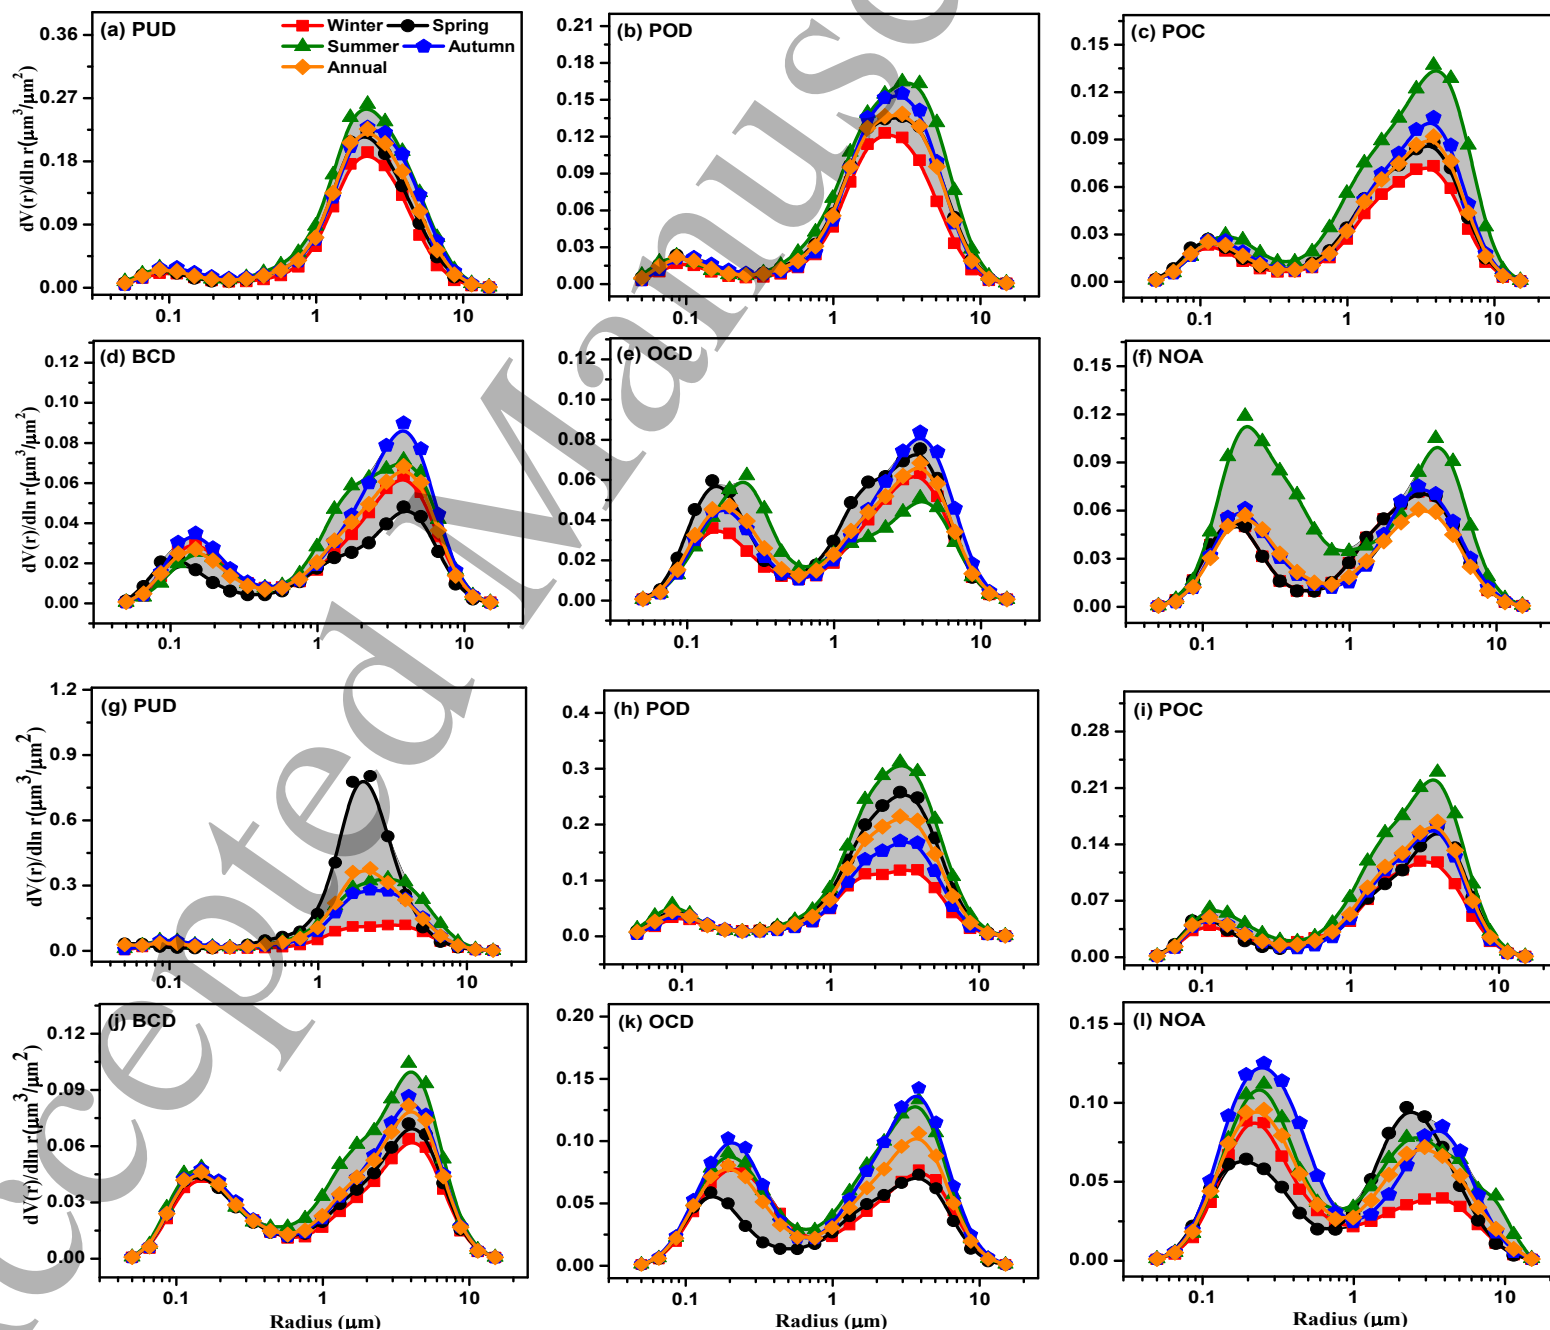 (a) PUD
Winter Spring
Summer Autumn
Annual
0.36
0.27
0.18
0.09
0.00
dV(r)/dln r(μm³/μm²)
0.1 1 10
(b) POD
0.21
0.18
0.15
0.12
0.09
0.06
0.03
0.00
0.1 1 10
(c) POC
0.15
0.12
0.09
0.06
0.03
0.00
0.1 1 10
(d) BCD
0.12
0.10
0.08
0.06
0.04
0.02
0.00
dV(r)/dln r(μm³/μm²)
0.1 1 10
(e) OCD
0.12
0.10
0.08
0.06
0.04
0.02
0.00
0.1 1 10
(f) NOA
0.15
0.12
0.09
0.06
0.03
0.00
0.1 1 10
(g) PUD
1.2
0.9
0.6
0.3
0.0
dV(r)/dln r(μm³/μm²)
0.1 1 10
(h) POD
0.4
0.3
0.2
0.1
0.0
0.1 1 10
(i) POC
0.28
0.21
0.14
0.07
0.00
0.1 1 10
(j) BCD
0.12
0.09
0.06
0.03
0.00
dV(r)/dln r(μm³/μm²)
0.1 1 10
Radius (μm)
(k) OCD
0.20
0.15
0.10
0.05
0.00
0.1 1 10
Radius (μm)
(l) NOA
0.15
0.10
0.05
0.00
0.1 1 10
Radius (μm)
ccepted Manusc